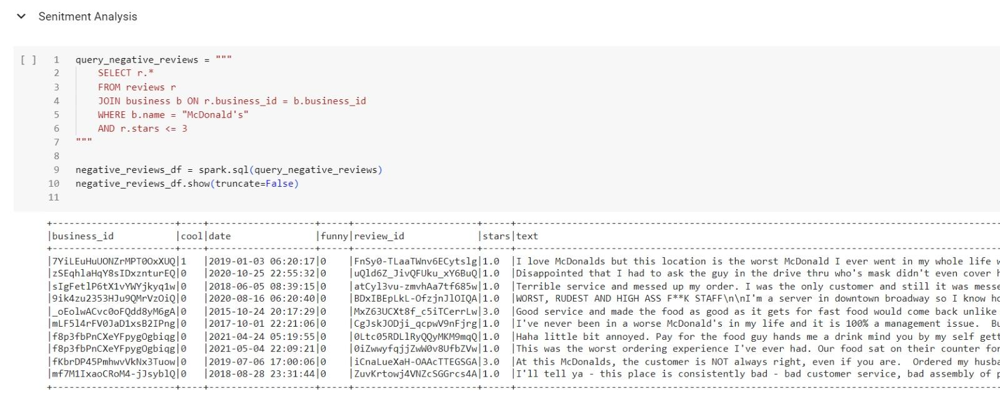 Senitment Analysis
[ ] 1 query_negative_reviews = """
2 SELECT r.*
3 FROM reviews r
4 JOIN business b ON r.business_id = b.business_id
5 WHERE b.name = "McDonald's"
6 AND r.stars <= 3
7 """
8
9 negative_reviews_df = spark.sql(query_negative_reviews)
10 negative_reviews_df.show(truncate=False)
11
|business_id |cool|date |funny|review_id |stars|text
|7YiLEuHuUONZrMPT0OxXUQ|1 |2019-01-03 06:20:17|0 |FnSy0-TLaaTWnv6ECytslg|1.0 |I love McDonalds but this location is the worst McDonald I ever went in my whole life
|zSEqhlaHqY8sIDxznturEQ|0 |2020-10-25 22:55:32|0 |uQld6Z_JivQFUku_xY6BuQ|1.0 |Disappointed that I had to ask the guy in the drive thru who's mask didn't even cover
|sIgFetlP6tX1vYWYjkyq1w|0 |2018-06-05 08:39:15|0 |atCyl3vu-zmvhAa7tf685w|1.0 |Terrible service and messed up my order. I was the only customer and still it was messe
|9ik4zu2353HJu9QMrVzOiQ|0 |2020-08-16 06:20:40|0 |BDxIBEpLkL-OfzjnJlOIQA|1.0 |WORST, RUDEST AND HIGH ASS F**K STAFF\n\nI'm a server in downtown broadway so I know ho
|_oEolwACvc0oFQdd8yM6gA|0 |2015-10-24 20:17:29|0 |MxZ63UCXt8f_c5iTCerrLw|3.0 |Good service and made the food as good as it gets for fast food would come back unlike
|mLF5l4rFV0JaD1xsB2IPng|0 |2017-10-01 22:21:06|0 |CgJskJODji_qcpwV9nFjrg|1.0 |I've never been in a worse McDonald's in my life and it is 100% a management issue. Bu
|f8p3fbPnCXeYFpygOgbiqg|0 |2021-04-24 05:19:55|0 |0Ltc05RDLlRyQQyMKM9mqQ|1.0 |Haha little bit annoyed. Pay for the food guy hands me a drink mind you by my self gett
|f8p3fbPnCXeYFpygOgbiqg|0 |2021-05-04 22:09:21|0 |0iZwwyfqjjZwW0v8UfbZVw|1.0 |This was the worst ordering experience I've ever had. Our food sat on their counter for
|fKbrDP45PmhwvVkNx3Tuow|0 |2019-07-06 17:00:06|0 |iCnaLueXaH-OAAcTTEGSGA|3.0 |At this McDonalds, the customer is NOT always right, even if you are. Ordered my husba
|mf7M1IxaoCRoM4-jJsyblQ|0 |2018-08-28 23:31:44|0 |ZuvKrtowj4VNZcSGGrcs4A|1.0 |I'll tell ya - this place is consistently bad - bad customer service, bad assembly of